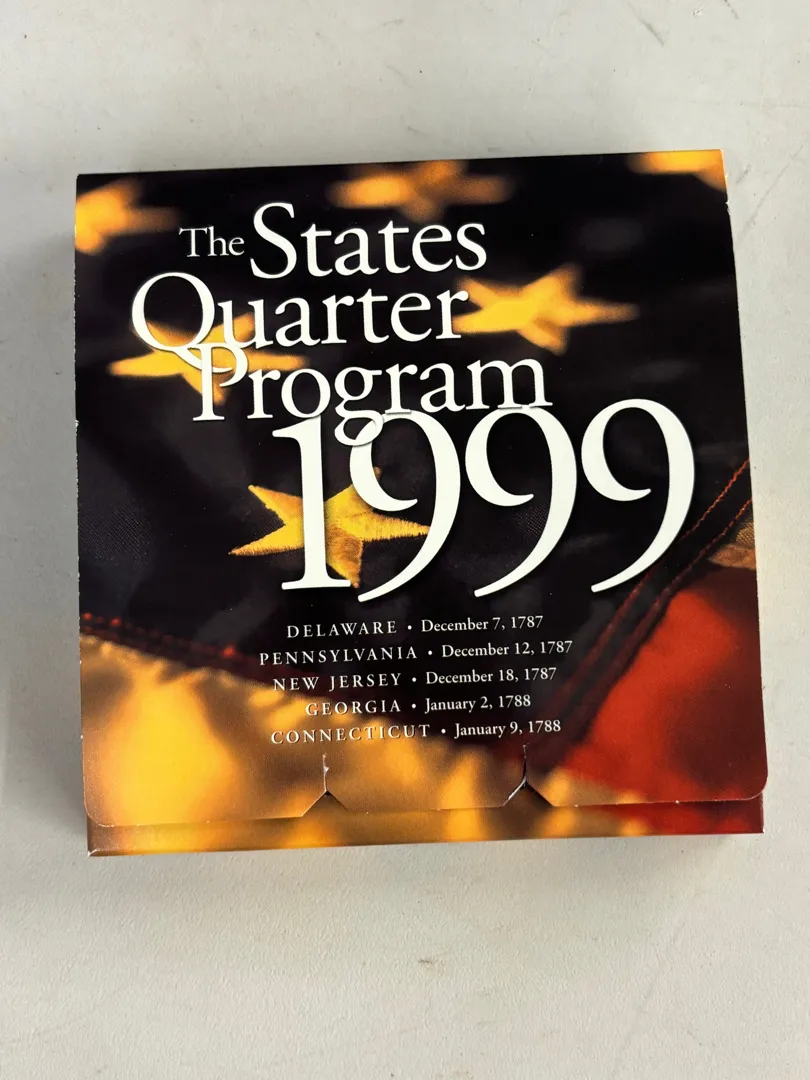 The States
Quarter
Program
1999
DELAWARE • December 7, 1787
PENNSYLVANIA • December 12, 1787
NEW JERSEY • December 18, 1787
GEORGIA • January 2, 1788
CONNECTICUT • January 9, 1788